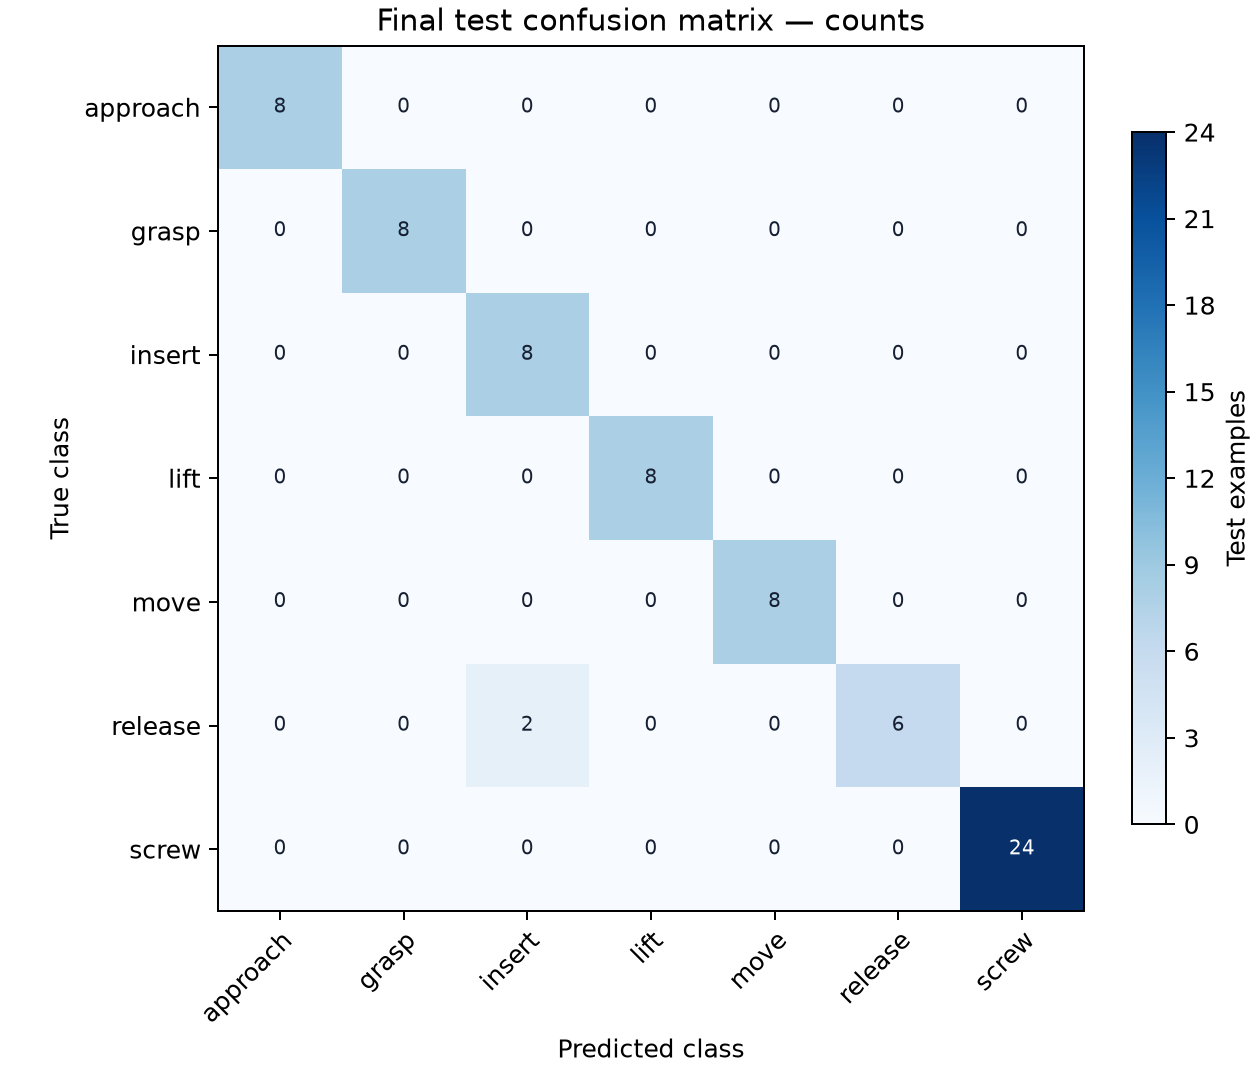 Final test confusion matrix — counts
approach 8 0 0 0 0 0 0
grasp 0 8 0 0 0 0 0
insert 0 0 8 0 0 0 0
lift 0 0 0 8 0 0 0
move 0 0 0 0 8 0 0
release 0 0 2 0 0 6 0
screw 0 0 0 0 0 0 24
approach grasp insert lift move release screw
Predicted class
True class
24
21
18
15
12
9
6
3
0
Test examples